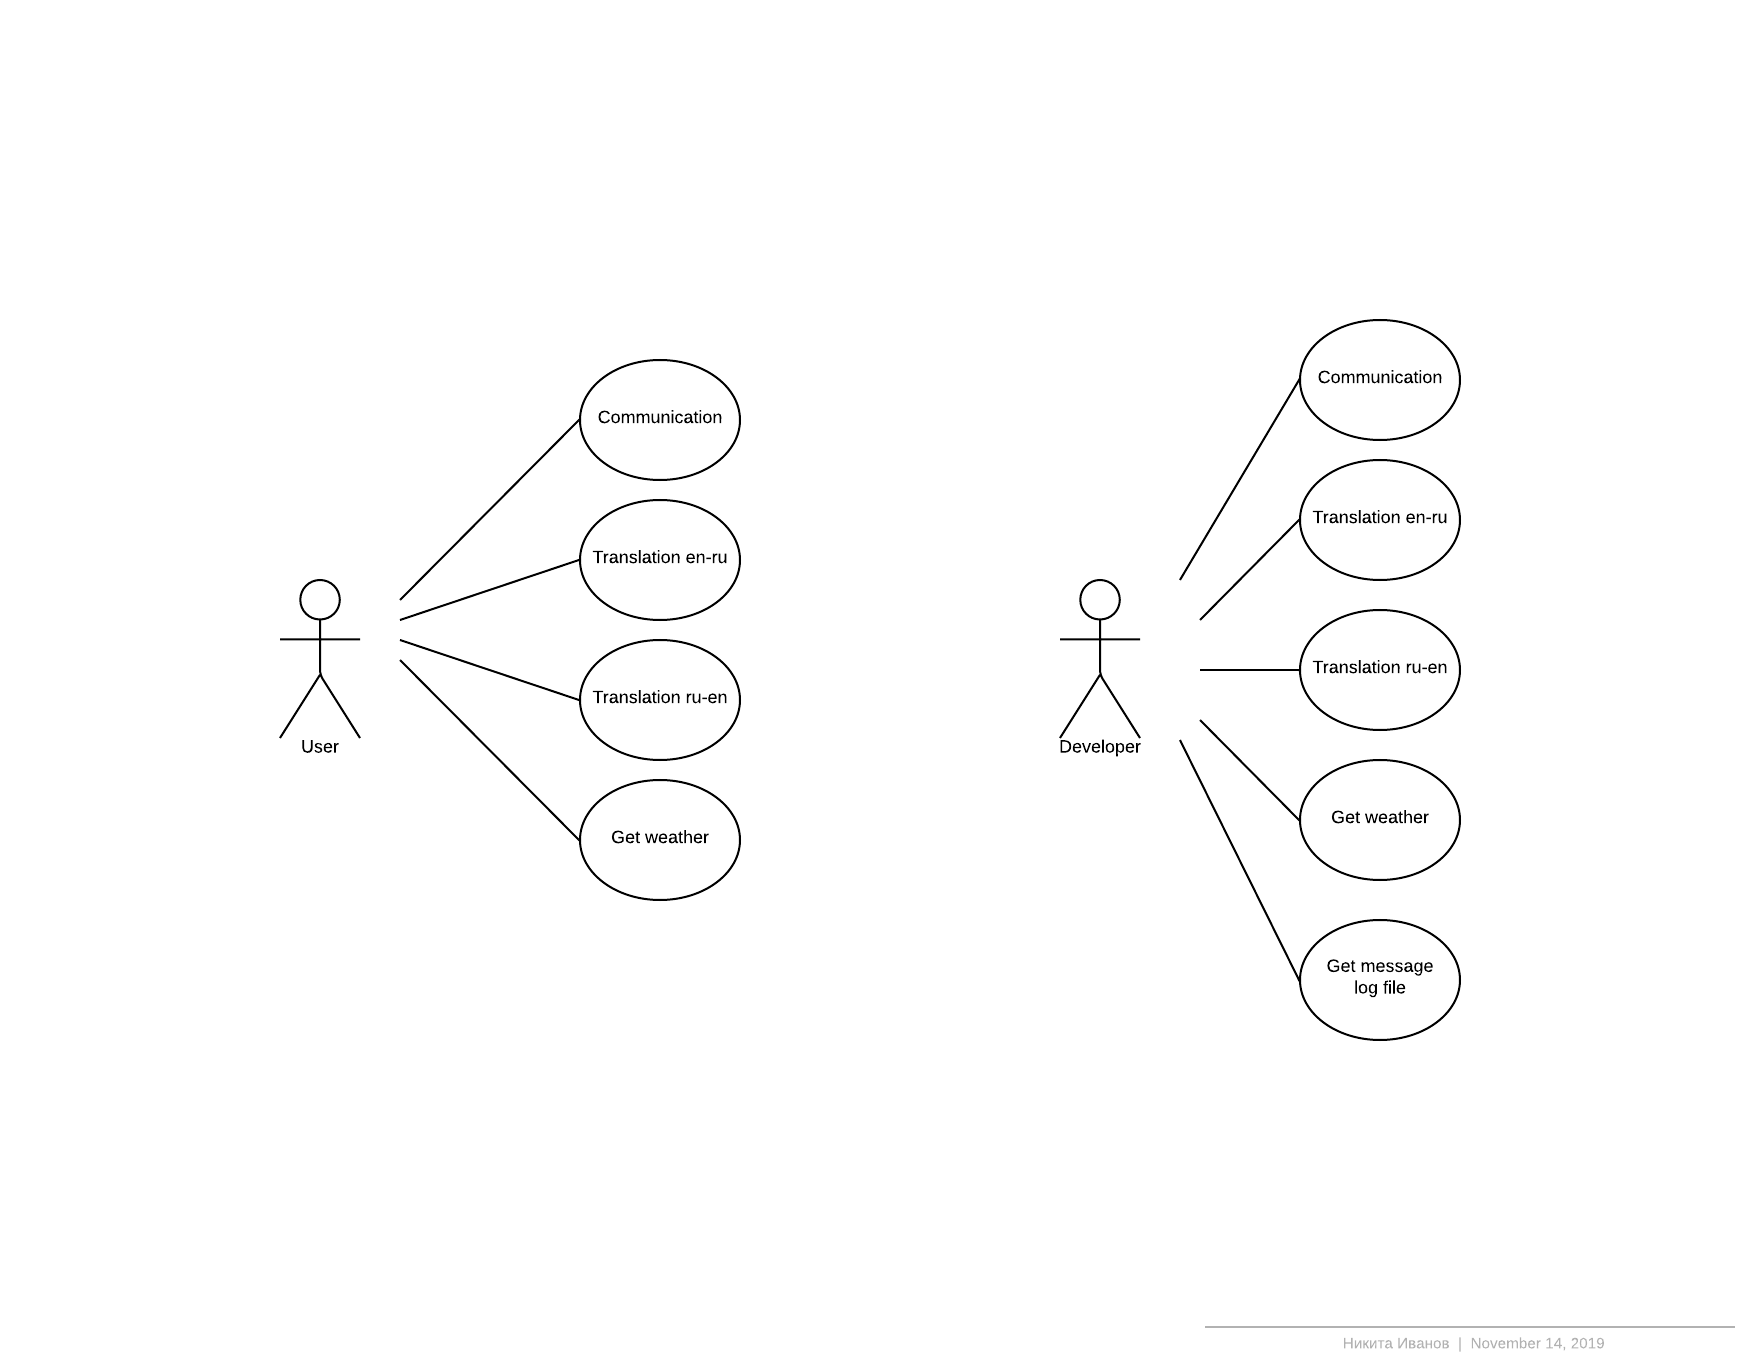 Communication
Translation en-ru
Translation ru-en
Get weather
User
Communication
Translation en-ru
Translation ru-en
Get weather
Get message
log file
Developer
Никита Иванов | November 14, 2019